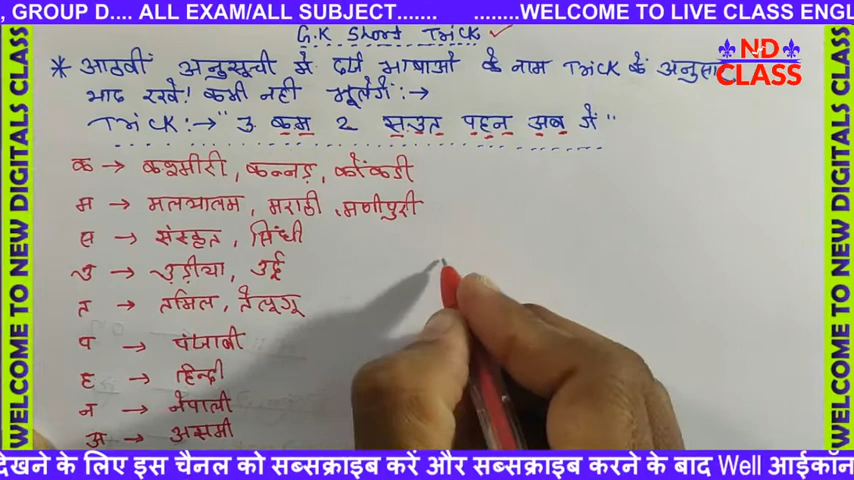 , GROUP D.... ALL EXAM/ALL SUBJECT....... ........WELCOME TO LIVE CLASS ENGL
G.K Short Trick ✓
* आठवीं अनुसूची में दर्ज भाषाओं के नाम Trick के अनुसार
याद रखें! कभी नही भूलेगें :→
Trick :→ " 3 कम 2 सउत पहन अब में "
क → कश्मीरी, कन्नड़, कोंकडी
म → मलयालम, मराठी, मणीपुरी
स → संस्कृत, सिंधी
उ → उड़ीया, उर्दू
त → तमिल, तेलूगू
प → पंजाबी
ह → हिन्दी
न → नेपाली
अ → असमी
ND
CLASS
WELCOME TO NEW DIGITALS CLASS
WELCOME TO NEW DIGITALS CLASS
देखने के लिए इस चैनल को सब्सक्राइब करें और सब्सक्राइब करने के बाद Well आईकॉन